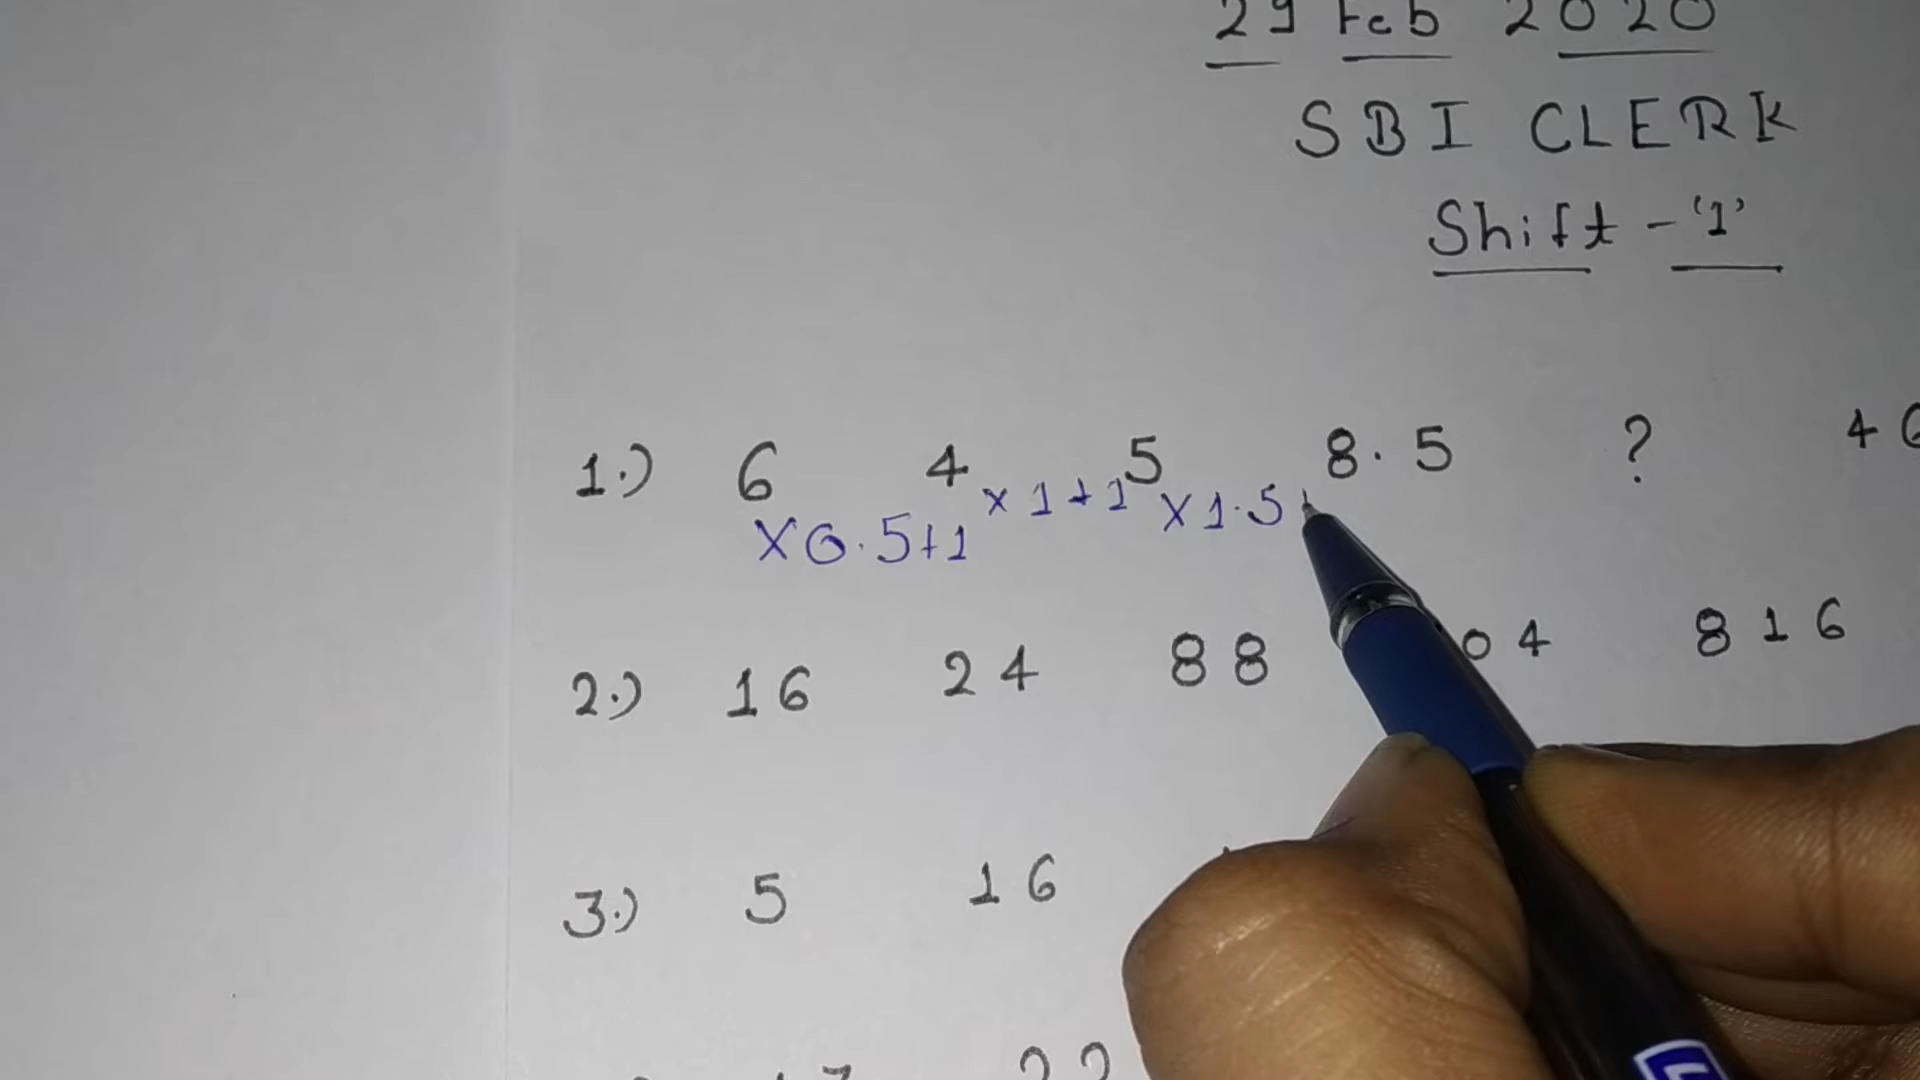 29 Feb 2020
SBI CLERK
Shift - '1'
1.) 6 4 5 8.5 ? 4
×0.5+1 ×1+1 ×1.5
2.) 16 24 88 04 816
3.) 5 16
22